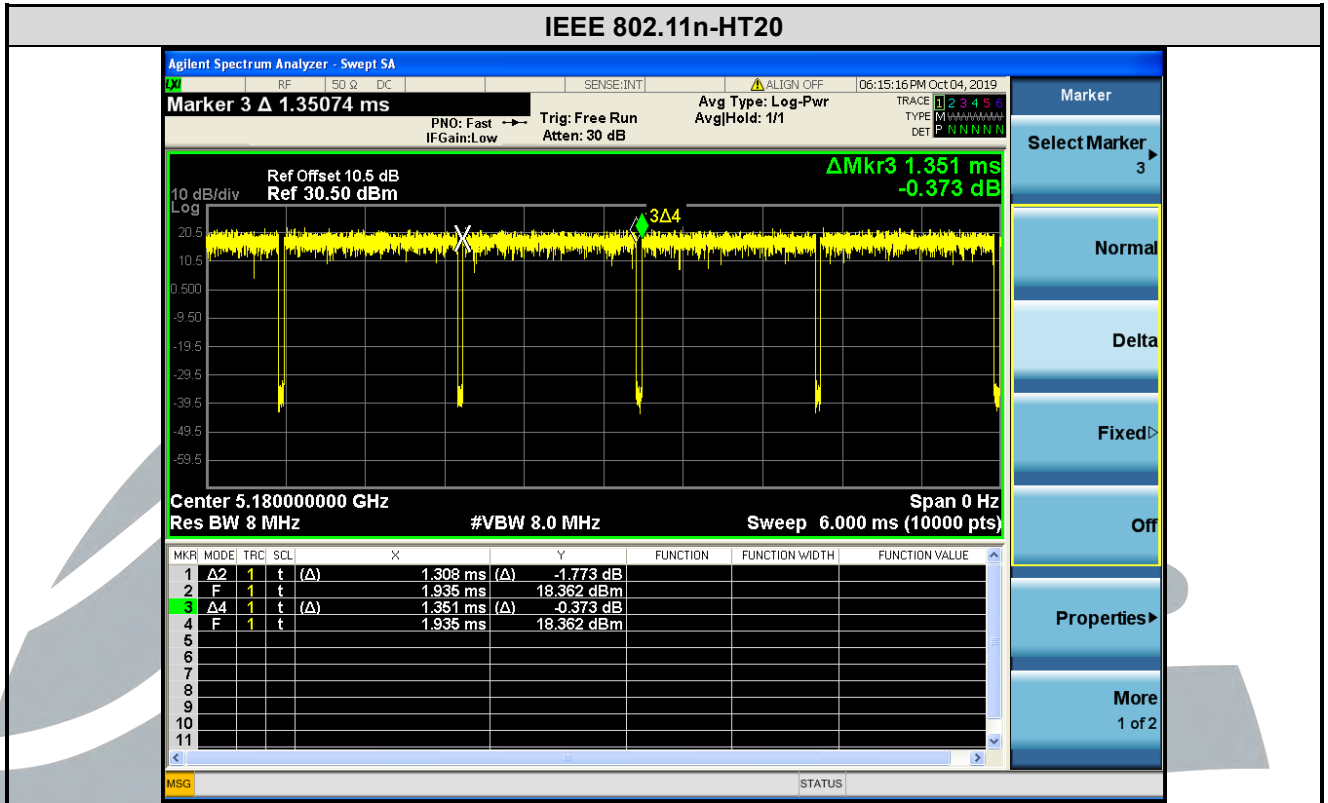 IEEE 802.11n-HT20
Agilent Spectrum Analyzer - Swept SA
LXI RF 50 Ω DC SENSE:INT ALIGN OFF 06:15:16 PM Oct 04, 2019
Marker 3 Δ 1.35074 ms
PNO: Fast
IFGain:Low
Trig: Free Run
Atten: 30 dB
Avg Type: Log-Pwr
Avg|Hold: 1/1
TRACE 1 2 3 4 5 6
TYPE M
DET P N N N N N
ΔMkr3 1.351 ms
-0.373 dB
Ref Offset 10.5 dB
10 dB/div Ref 30.50 dBm
Log
3Δ4
20.5
10.5
0.500
-9.50
-19.5
-29.5
-39.5
-49.5
-59.5
Center 5.180000000 GHz Span 0 Hz
Res BW 8 MHz #VBW 8.0 MHz Sweep 6.000 ms (10000 pts)
MKR MODE TRC SCL X Y FUNCTION FUNCTION WIDTH FUNCTION VALUE
1 Δ2 1 t (Δ) 1.308 ms (Δ) -1.773 dB
2 F 1 t 1.935 ms 18.362 dBm
3 Δ4 1 t (Δ) 1.351 ms (Δ) -0.373 dB
4 F 1 t 1.935 ms 18.362 dBm
5
6
7
8
9
10
11
MSG STATUS
Marker
Select Marker
3
Normal
Delta
Fixed
Off
Properties
More
1 of 2